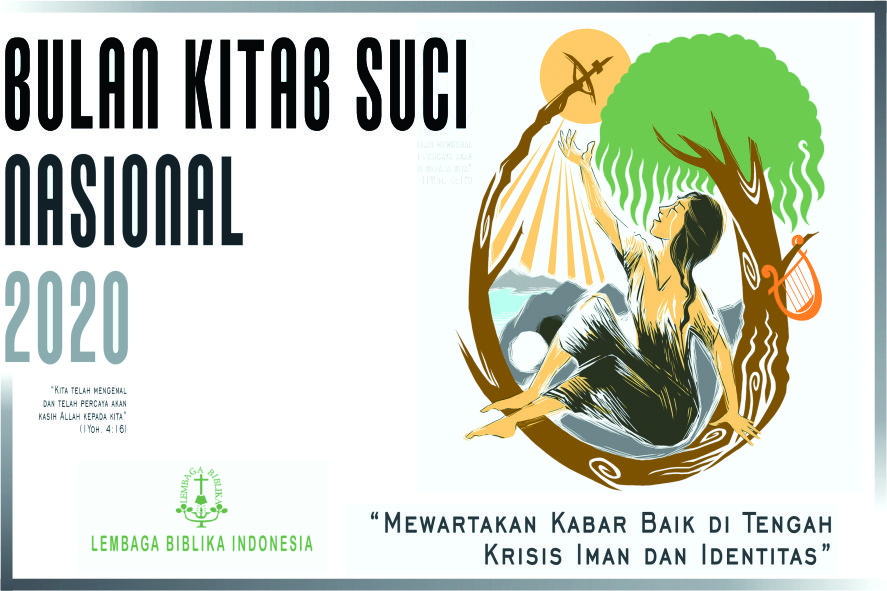 BULAN KITAB SUCI
NASIONAL
2020
"KITA TELAH MENGENAL
DAN TELAH PERCAYA AKAN
KASIH ALLAH KEPADA KITA"
(1YOH. 4:16)
LEMBAGA BIBLIKA
LEMBAGA BIBLIKA INDONESIA
"MEWARTAKAN KABAR BAIK DI TENGAH
KRISIS IMAN DAN IDENTITAS"